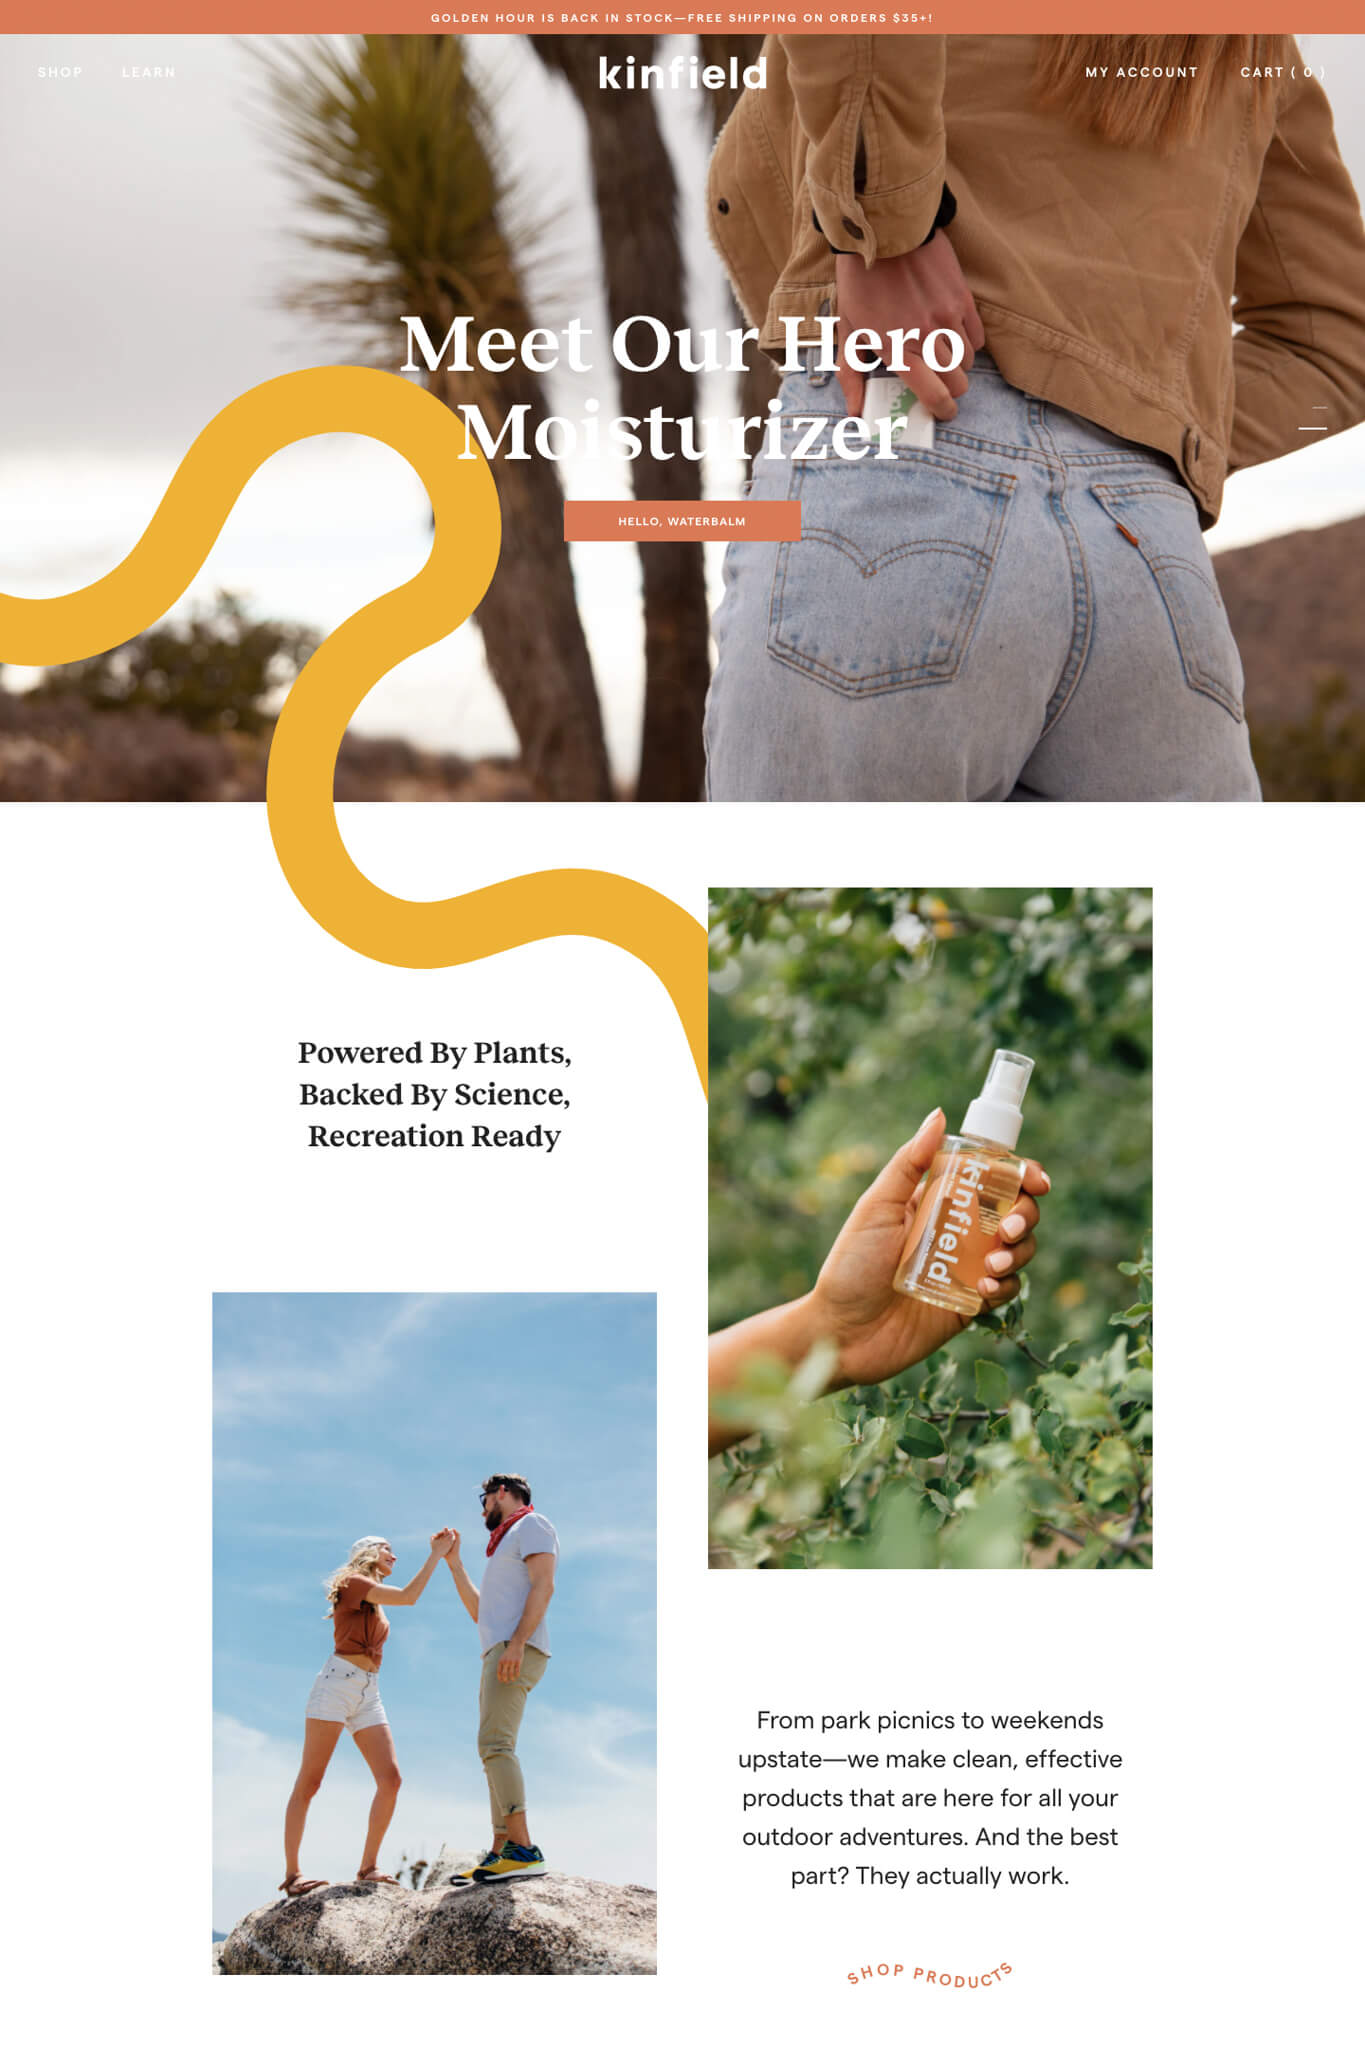 GOLDEN HOUR IS BACK IN STOCK—FREE SHIPPING ON ORDERS $35+!
SHOP LEARN kinfield MY ACCOUNT CART ( 0 )
Meet Our Hero
Moisturizer
HELLO, WATERBALM
Powered By Plants,
Backed By Science,
Recreation Ready
kinfield
From park picnics to weekends
upstate—we make clean, effective
products that are here for all your
outdoor adventures. And the best
part? They actually work.
SHOP PRODUCTS